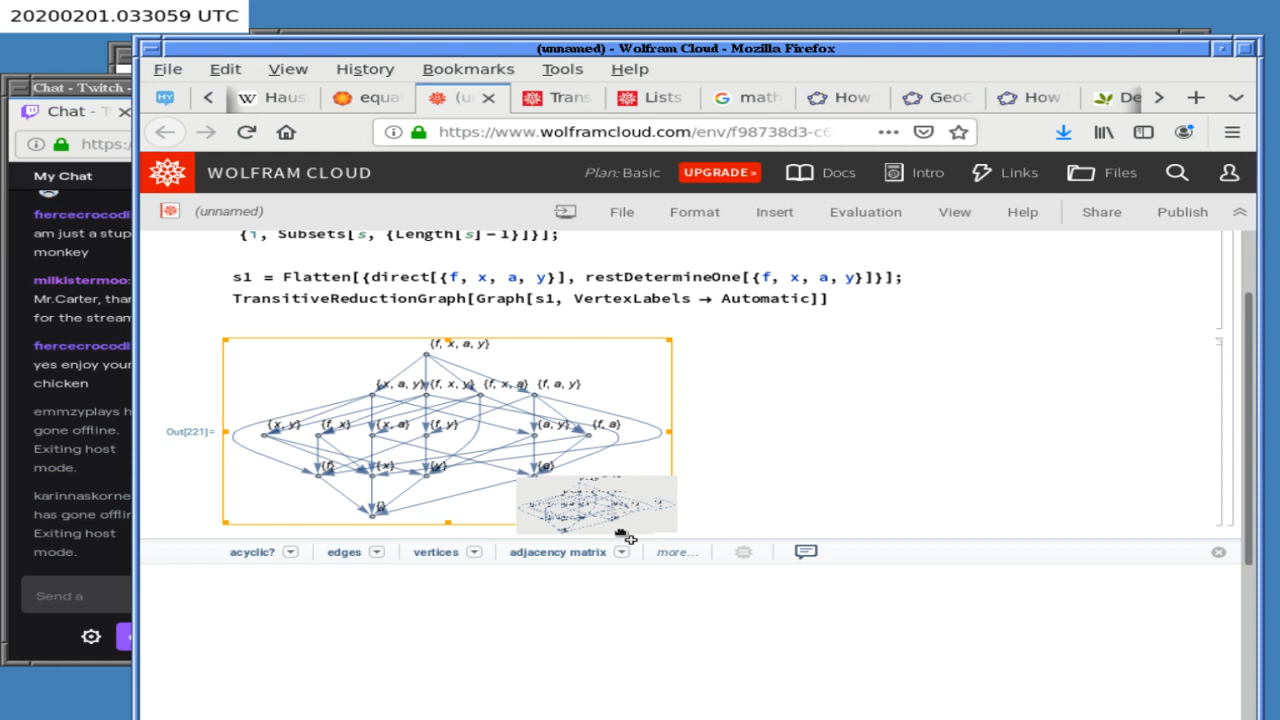 20200201.033059 UTC
(unnamed) - Wolfram Cloud - Mozilla Firefox
File Edit View History Bookmarks Tools Help
Chat - Twitch -
Chat - T
W Haus equa (u Trans Lists math How GeoG How De
https:/
https://www.wolframcloud.com/env/f98738d3-c6
My Chat
WOLFRAM CLOUD Plan: Basic UPGRADE » Docs Intro Links Files
(unnamed) File Format Insert Evaluation View Help Share Publish
fiercecrocodi
am just a stup
monkey
milkistermoo:
Mr.Carter, than
for the stream
fiercecrocodi
yes enjoy your
chicken
emmzyplays h
gone offline.
Exiting host
mode.
karinnaskorne
has gone offlin
Exiting host
mode.
Send a
Subsets[s, {Length[s]-1}]}];
s1 = Flatten[{direct[{f, x, a, y}], restDetermineOne[{f, x, a, y}]}];
TransitiveReductionGraph[Graph[s1, VertexLabels → Automatic]]
Out[221]=
{f, x, a, y}
{x, a, y} {f, x, y} {f, x, a} {f, a, y}
{x, y} {f, x} {x, a} {f, y} {a, y} {f, a}
{f} {x} {y} {a}
{}
acyclic? edges vertices adjacency matrix more...